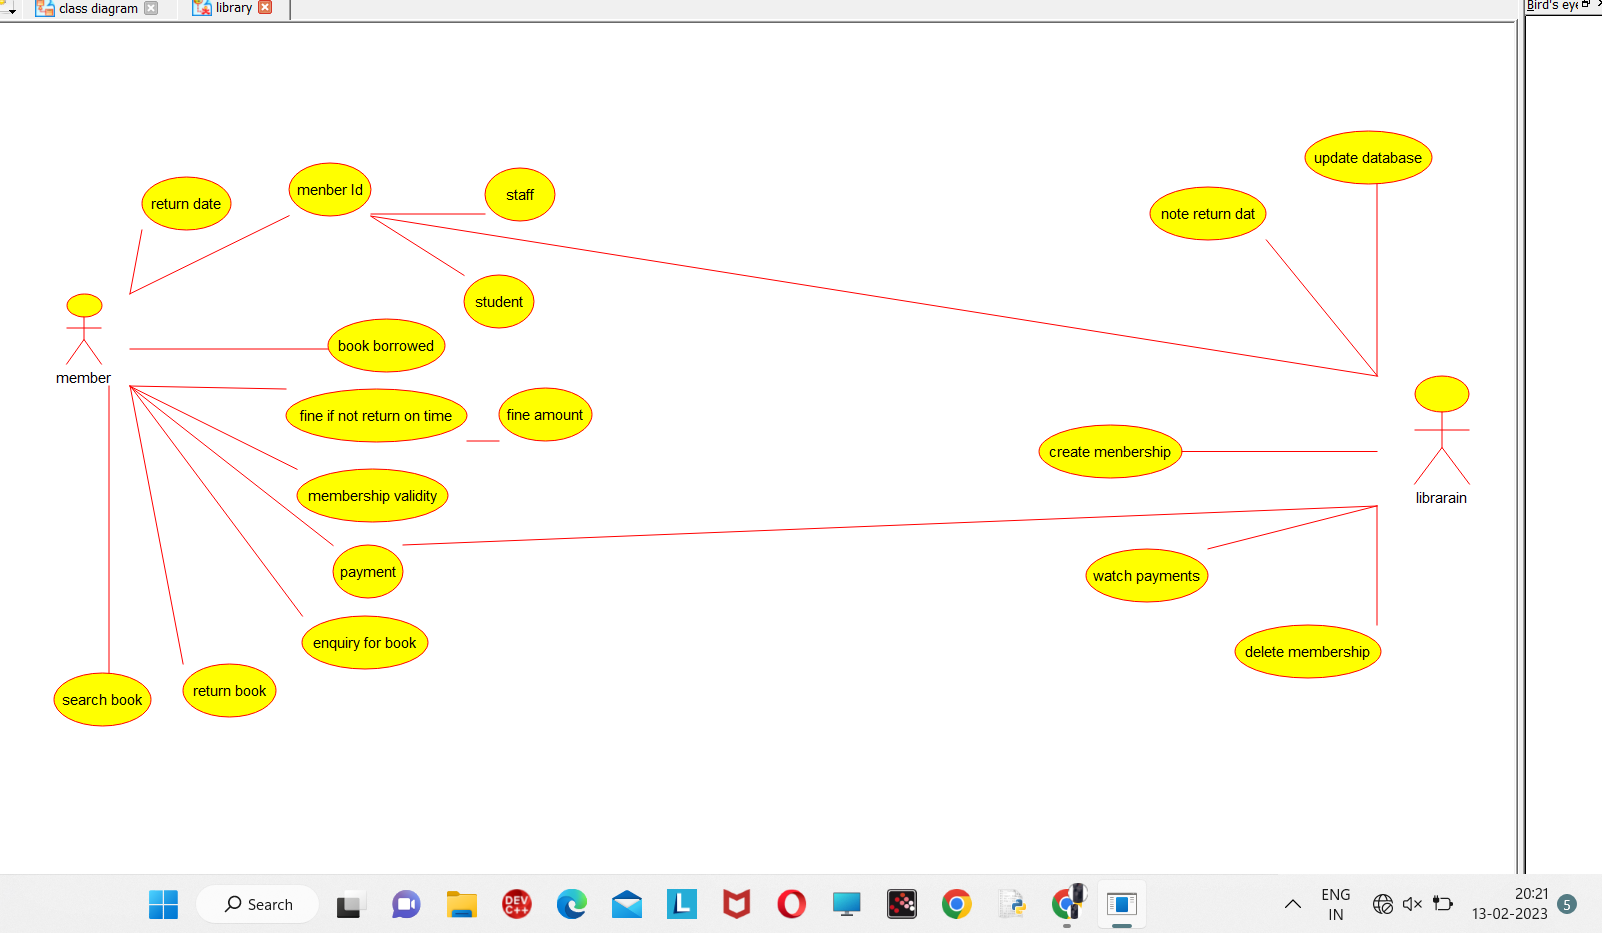 class diagram
library
Bird's eye
update database
menber Id
staff
return date
note return dat
student
book borrowed
member
fine if not return on time
fine amount
create menbership
membership validity
librarain
payment
watch payments
enquiry for book
delete membership
search book
return book
Search
DEV
C++
L
ENG
IN
20:21
13-02-2023
5